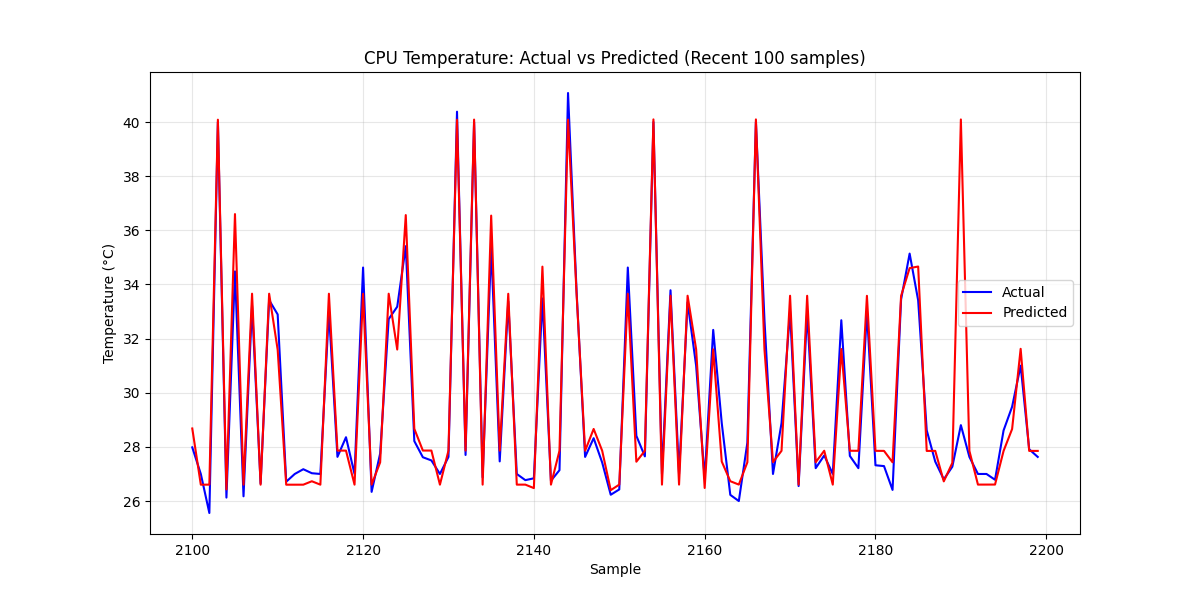 CPU Temperature: Actual vs Predicted (Recent 100 samples)
Temperature (°C)
40
38
36
34
32
30
28
26
Actual
Predicted
2100 2120 2140 2160 2180 2200
Sample